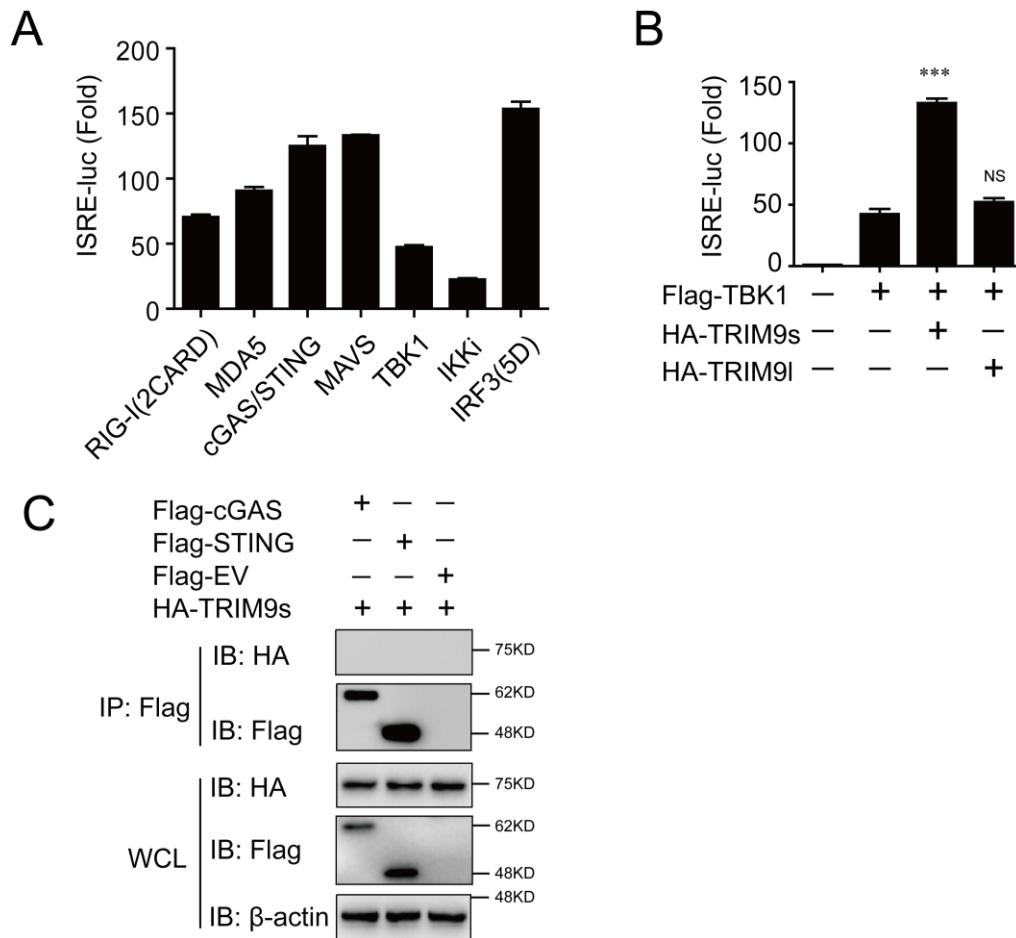 A
ISRE-luc (Fold)
200
150
100
50
0
RIG-I(2CARD)
MDA5
cGAS/STING
MAVS
TBK1
IKKi
IRF3(5D)
B
ISRE-luc (Fold)
150
100
50
0
***
NS
Flag-TBK1 — + + +
HA-TRIM9s — — + —
HA-TRIM9l — — — +
C
Flag-cGAS + — —
Flag-STING — + —
Flag-EV — — +
HA-TRIM9s + + +
IP: Flag
IB: HA
75KD
IB: Flag
62KD
48KD
WCL
IB: HA
75KD
IB: Flag
62KD
48KD
48KD
IB: β-actin